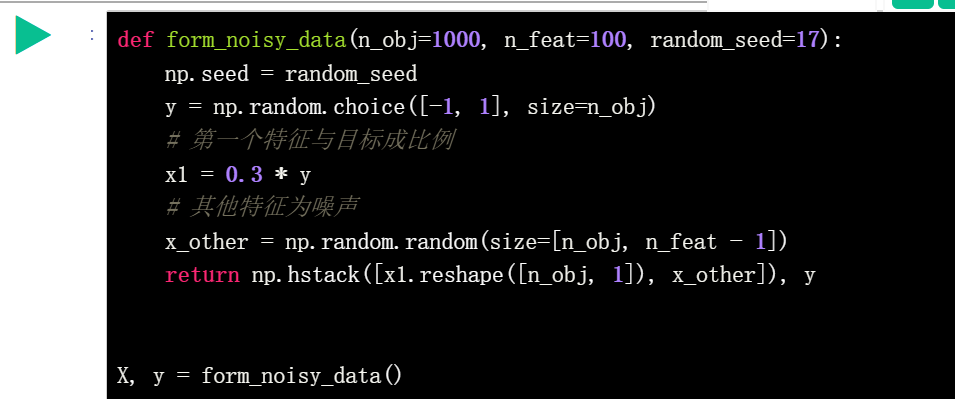 :
def form_noisy_data(n_obj=1000, n_feat=100, random_seed=17):
    np.seed = random_seed
    y = np.random.choice([-1, 1], size=n_obj)
    # 第一个特征与目标成比例
    x1 = 0.3 * y
    # 其他特征为噪声
    x_other = np.random.random(size=[n_obj, n_feat - 1])
    return np.hstack([x1.reshape([n_obj, 1]), x_other]), y
X, y = form_noisy_data()